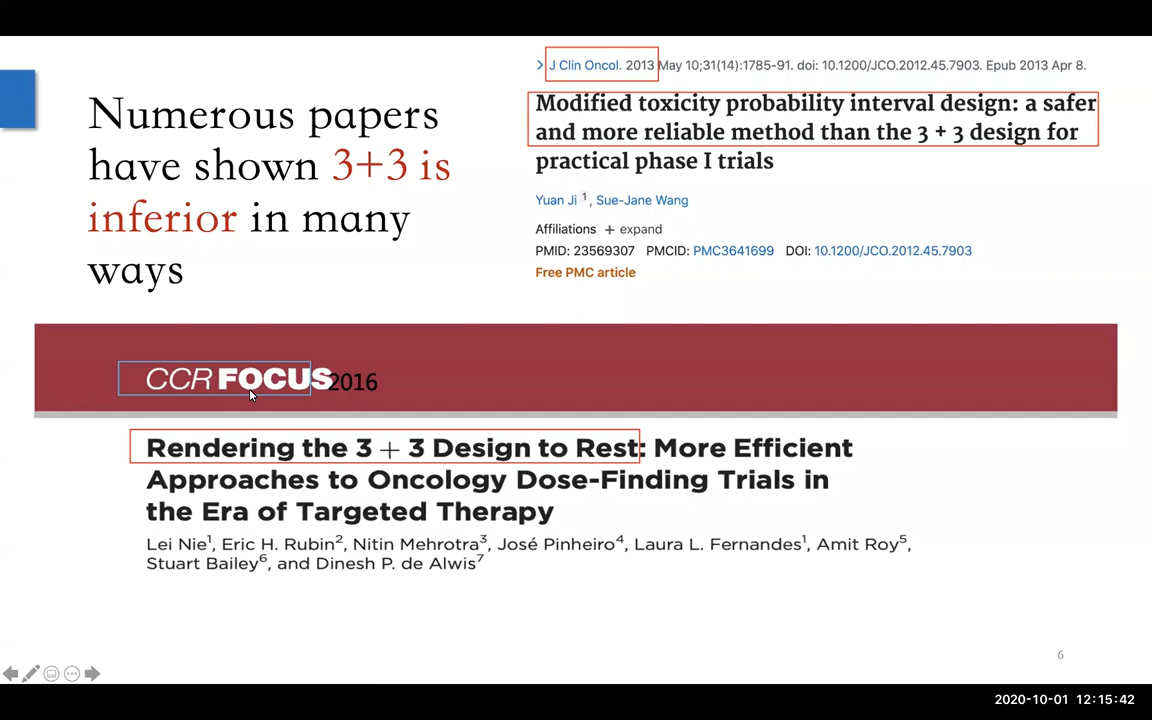 Numerous papers
have shown 3+3 is
inferior in many
ways
> J Clin Oncol. 2013 May 10;31(14):1785-91. doi: 10.1200/JCO.2012.45.7903. Epub 2013 Apr 8.
Modified toxicity probability interval design: a safer
and more reliable method than the 3 + 3 design for
practical phase I trials
Yuan Ji 1, Sue-Jane Wang
Affiliations + expand
PMID: 23569307 PMCID: PMC3641699 DOI: 10.1200/JCO.2012.45.7903
Free PMC article
CCR FOCUS 2016
Rendering the 3 + 3 Design to Rest: More Efficient
Approaches to Oncology Dose-Finding Trials in
the Era of Targeted Therapy
Lei Nie1, Eric H. Rubin2, Nitin Mehrotra3, José Pinheiro4, Laura L. Fernandes1, Amit Roy5,
Stuart Bailey6, and Dinesh P. de Alwis7
6
2020-10-01 12:15:42